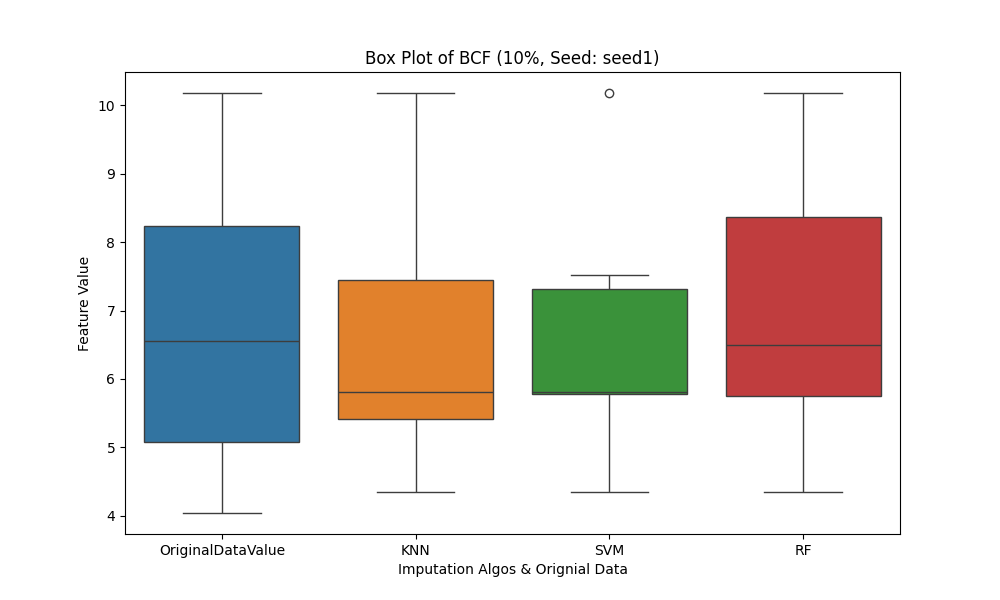 Box Plot of BCF (10%, Seed: seed1)
10
9
8
7
6
5
4
Feature Value
OriginalDataValue
KNN
SVM
RF
Imputation Algos & Orignial Data